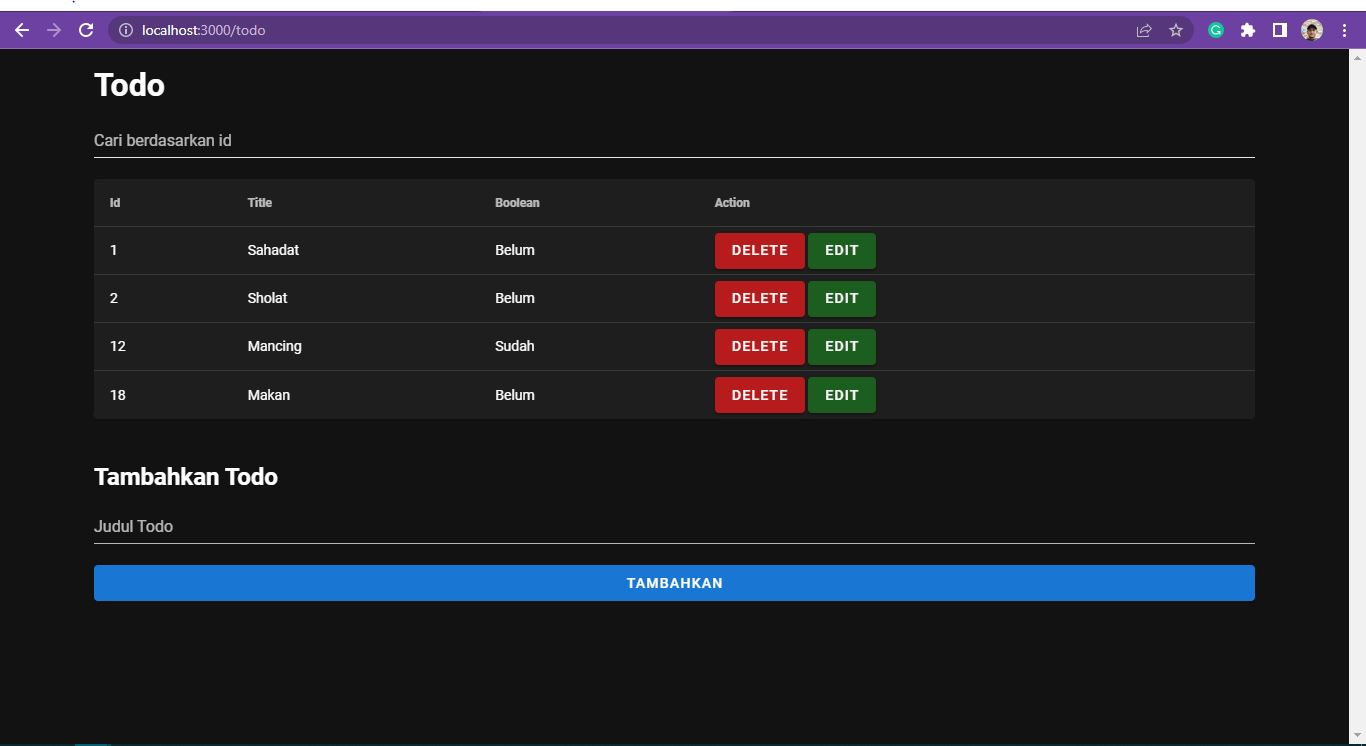 localhost:3000/todo
Todo
Cari berdasarkan id
Id Title Boolean Action
1 Sahadat Belum DELETE EDIT
2 Sholat Belum DELETE EDIT
12 Mancing Sudah DELETE EDIT
18 Makan Belum DELETE EDIT
Tambahkan Todo
Judul Todo
TAMBAHKAN